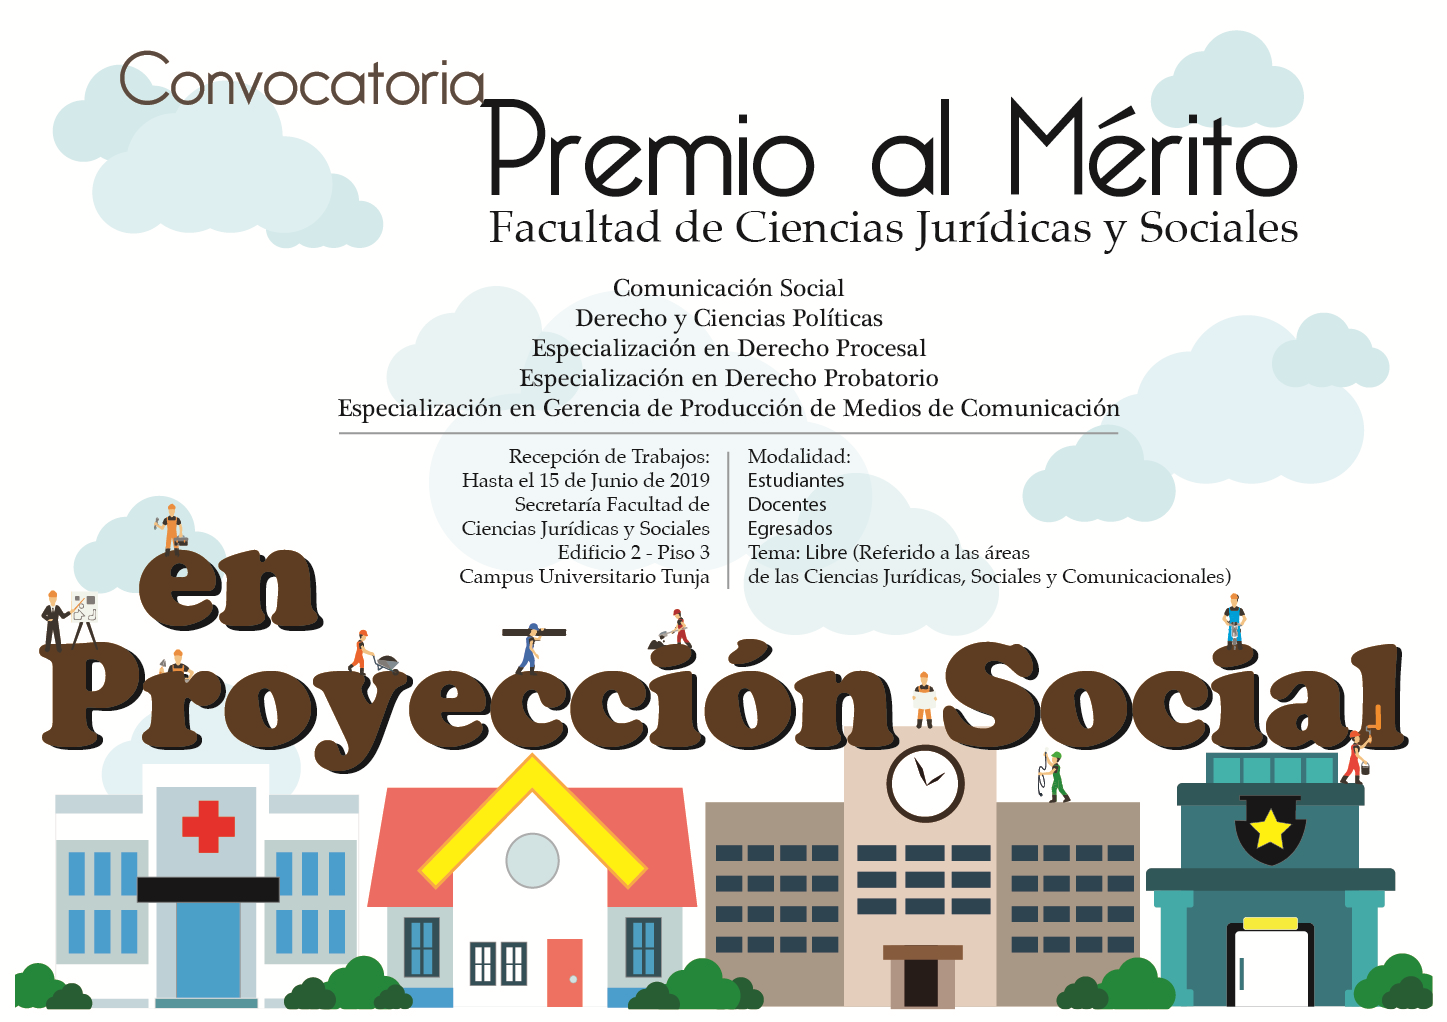 Convocatoria
Premio al Mérito
Facultad de Ciencias Jurídicas y Sociales
Comunicación Social
Derecho y Ciencias Políticas
Especialización en Derecho Procesal
Especialización en Derecho Probatorio
Especialización en Gerencia de Producción de Medios de Comunicación
Recepción de Trabajos:
Hasta el 15 de Junio de 2019
Secretaría Facultad de
Ciencias Jurídicas y Sociales
Edificio 2 - Piso 3
Campus Universitario Tunja
Modalidad:
Estudiantes
Docentes
Egresados
Tema: Libre (Referido a las áreas
de las Ciencias Jurídicas, Sociales y Comunicacionales)
en
Proyección Social